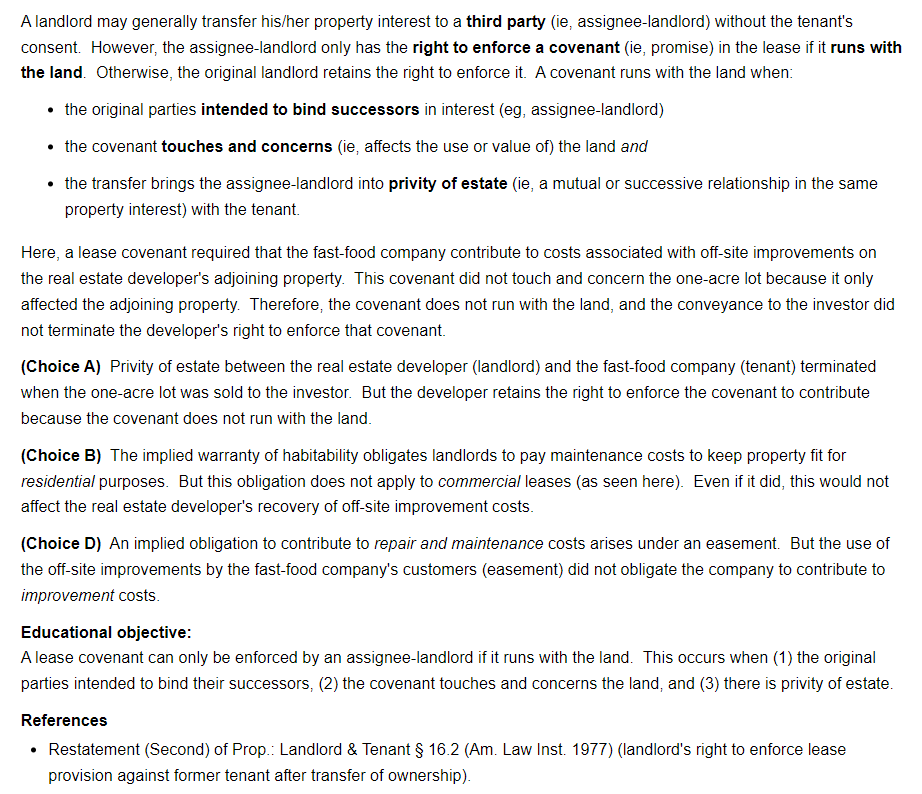 A landlord may generally transfer his/her property interest to a third party (ie, assignee-landlord) without the tenant's
consent. However, the assignee-landlord only has the right to enforce a covenant (ie, promise) in the lease if it runs with
the land. Otherwise, the original landlord retains the right to enforce it. A covenant runs with the land when:
• the original parties intended to bind successors in interest (eg, assignee-landlord)
• the covenant touches and concerns (ie, affects the use or value of) the land and
• the transfer brings the assignee-landlord into privity of estate (ie, a mutual or successive relationship in the same
property interest) with the tenant.
Here, a lease covenant required that the fast-food company contribute to costs associated with off-site improvements on
the real estate developer's adjoining property. This covenant did not touch and concern the one-acre lot because it only
affected the adjoining property. Therefore, the covenant does not run with the land, and the conveyance to the investor did
not terminate the developer's right to enforce that covenant.
(Choice A) Privity of estate between the real estate developer (landlord) and the fast-food company (tenant) terminated
when the one-acre lot was sold to the investor. But the developer retains the right to enforce the covenant to contribute
because the covenant does not run with the land.
(Choice B) The implied warranty of habitability obligates landlords to pay maintenance costs to keep property fit for
residential purposes. But this obligation does not apply to commercial leases (as seen here). Even if it did, this would not
affect the real estate developer's recovery of off-site improvement costs.
(Choice D) An implied obligation to contribute to repair and maintenance costs arises under an easement. But the use of
the off-site improvements by the fast-food company's customers (easement) did not obligate the company to contribute to
improvement costs.
Educational objective:
A lease covenant can only be enforced by an assignee-landlord if it runs with the land. This occurs when (1) the original
parties intended to bind their successors, (2) the covenant touches and concerns the land, and (3) there is privity of estate.
References
• Restatement (Second) of Prop.: Landlord & Tenant § 16.2 (Am. Law Inst. 1977) (landlord's right to enforce lease
provision against former tenant after transfer of ownership).